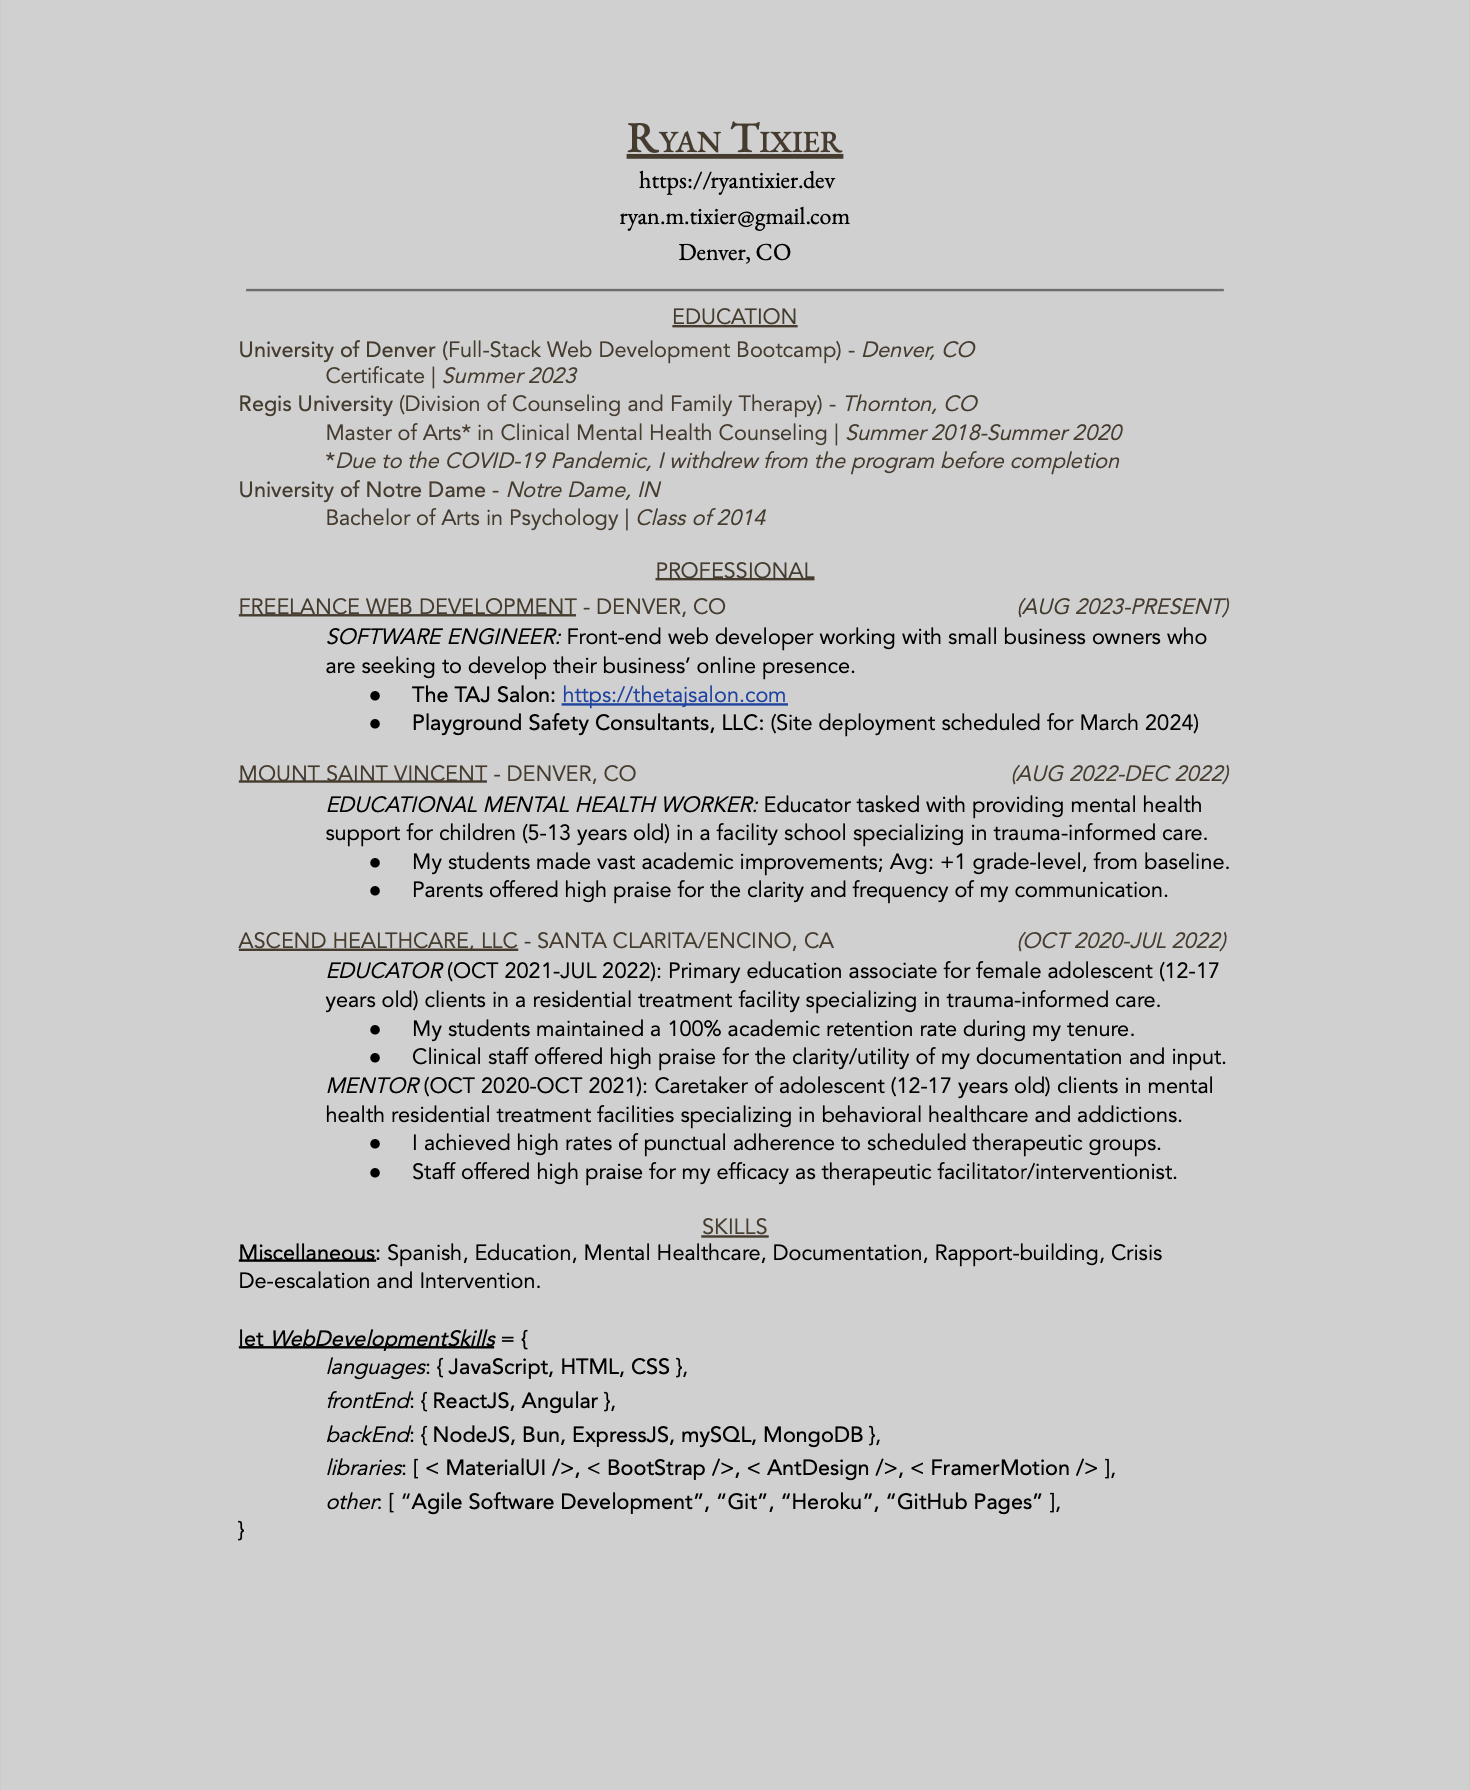 Ryan Tixier
https://ryantixier.dev
ryan.m.tixier@gmail.com
Denver, CO
EDUCATION
University of Denver (Full-Stack Web Development Bootcamp) - Denver, CO
Certificate | Summer 2023
Regis University (Division of Counseling and Family Therapy) - Thornton, CO
Master of Arts* in Clinical Mental Health Counseling | Summer 2018-Summer 2020
*Due to the COVID-19 Pandemic, I withdrew from the program before completion
University of Notre Dame - Notre Dame, IN
Bachelor of Arts in Psychology | Class of 2014
PROFESSIONAL
FREELANCE WEB DEVELOPMENT - DENVER, CO (AUG 2023-PRESENT)
SOFTWARE ENGINEER: Front-end web developer working with small business owners who
are seeking to develop their business’ online presence.
● The TAJ Salon: https://thetajsalon.com
● Playground Safety Consultants, LLC: (Site deployment scheduled for March 2024)
MOUNT SAINT VINCENT - DENVER, CO (AUG 2022-DEC 2022)
EDUCATIONAL MENTAL HEALTH WORKER: Educator tasked with providing mental health
support for children (5-13 years old) in a facility school specializing in trauma-informed care.
● My students made vast academic improvements; Avg: +1 grade-level, from baseline.
● Parents offered high praise for the clarity and frequency of my communication.
ASCEND HEALTHCARE, LLC - SANTA CLARITA/ENCINO, CA (OCT 2020-JUL 2022)
EDUCATOR (OCT 2021-JUL 2022): Primary education associate for female adolescent (12-17
years old) clients in a residential treatment facility specializing in trauma-informed care.
● My students maintained a 100% academic retention rate during my tenure.
● Clinical staff offered high praise for the clarity/utility of my documentation and input.
MENTOR (OCT 2020-OCT 2021): Caretaker of adolescent (12-17 years old) clients in mental
health residential treatment facilities specializing in behavioral healthcare and addictions.
● I achieved high rates of punctual adherence to scheduled therapeutic groups.
● Staff offered high praise for my efficacy as therapeutic facilitator/interventionist.
SKILLS
Miscellaneous: Spanish, Education, Mental Healthcare, Documentation, Rapport-building, Crisis
De-escalation and Intervention.
let WebDevelopmentSkills = {
languages: { JavaScript, HTML, CSS },
frontEnd: { ReactJS, Angular },
backEnd: { NodeJS, Bun, ExpressJS, mySQL, MongoDB },
libraries: [ < MaterialUI />, < BootStrap />, < AntDesign />, < FramerMotion /> ],
other: [ “Agile Software Development”, “Git”, “Heroku”, “GitHub Pages” ],
}